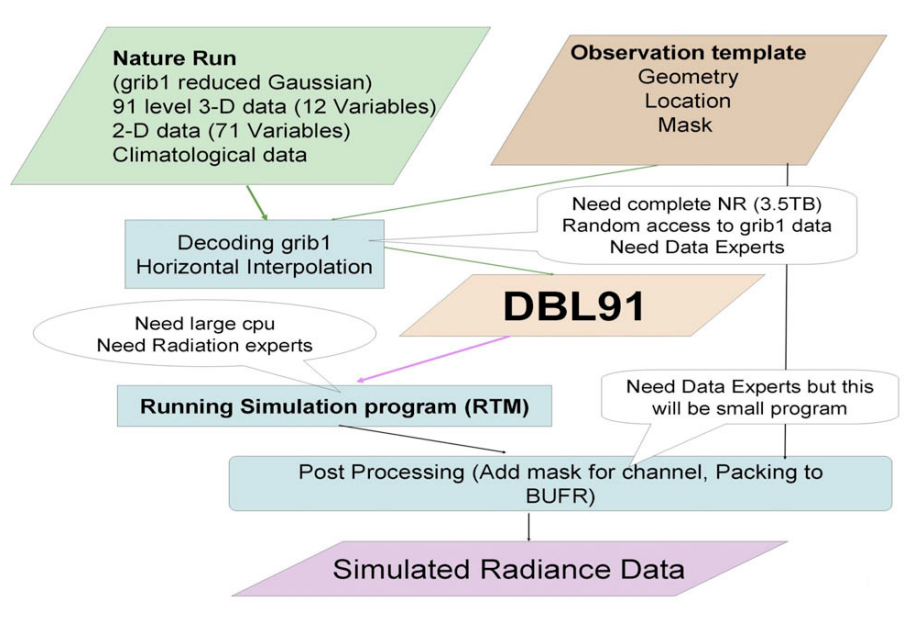 Nature Run
(grib1 reduced Gaussian)
91 level 3-D data (12 Variables)
2-D data (71 Variables)
Climatological data
Observation template
Geometry
Location
Mask
Need complete NR (3.5TB)
Random access to grib1 data
Need Data Experts
Decoding grib1
Horizontal Interpolation
DBL91
Need large cpu
Need Radiation experts
Running Simulation program (RTM)
Need Data Experts but this
will be small program
Post Processing (Add mask for channel, Packing to
BUFR)
Simulated Radiance Data